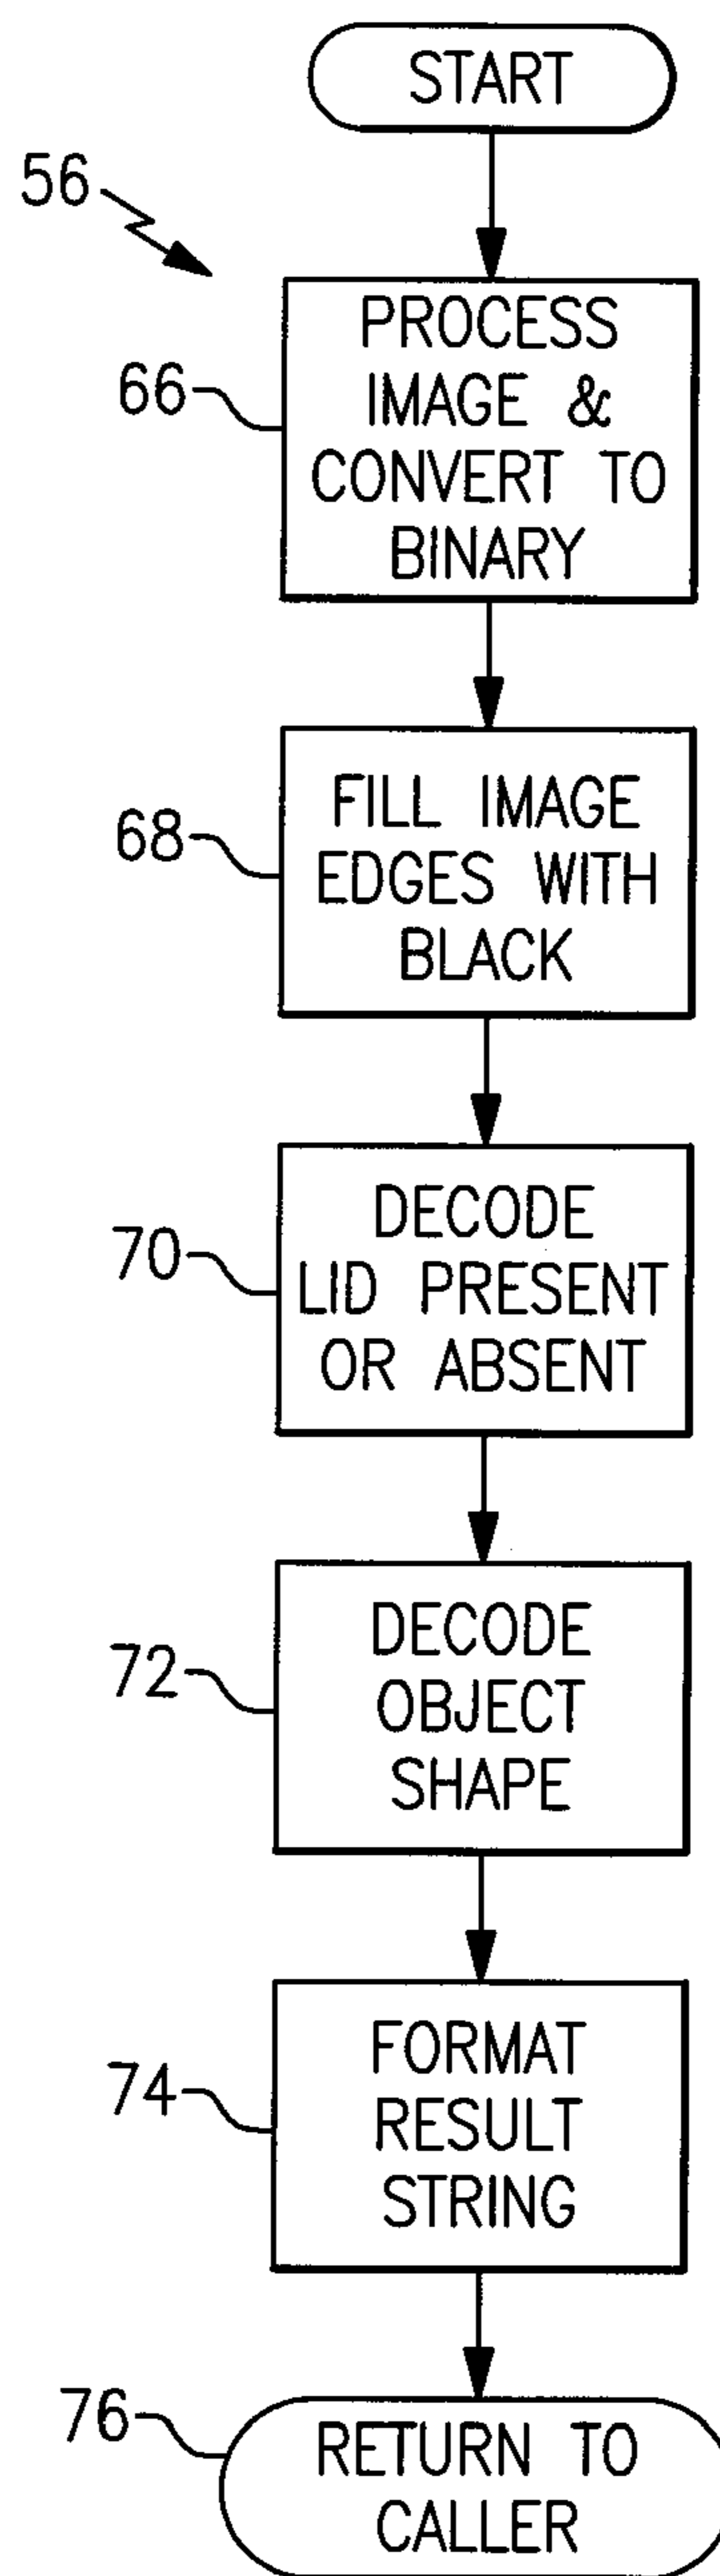 START
56
PROCESS
66
IMAGE &
CONVERT TO
BINARY
FILL IMAGE
68
EDGES WITH
BLACK
DECODE
70
LID PRESENT
OR ABSENT
DECODE
72
OBJECT
SHAPE
FORMAT
74
RESULT
STRING
76
RETURN TO
CALLER